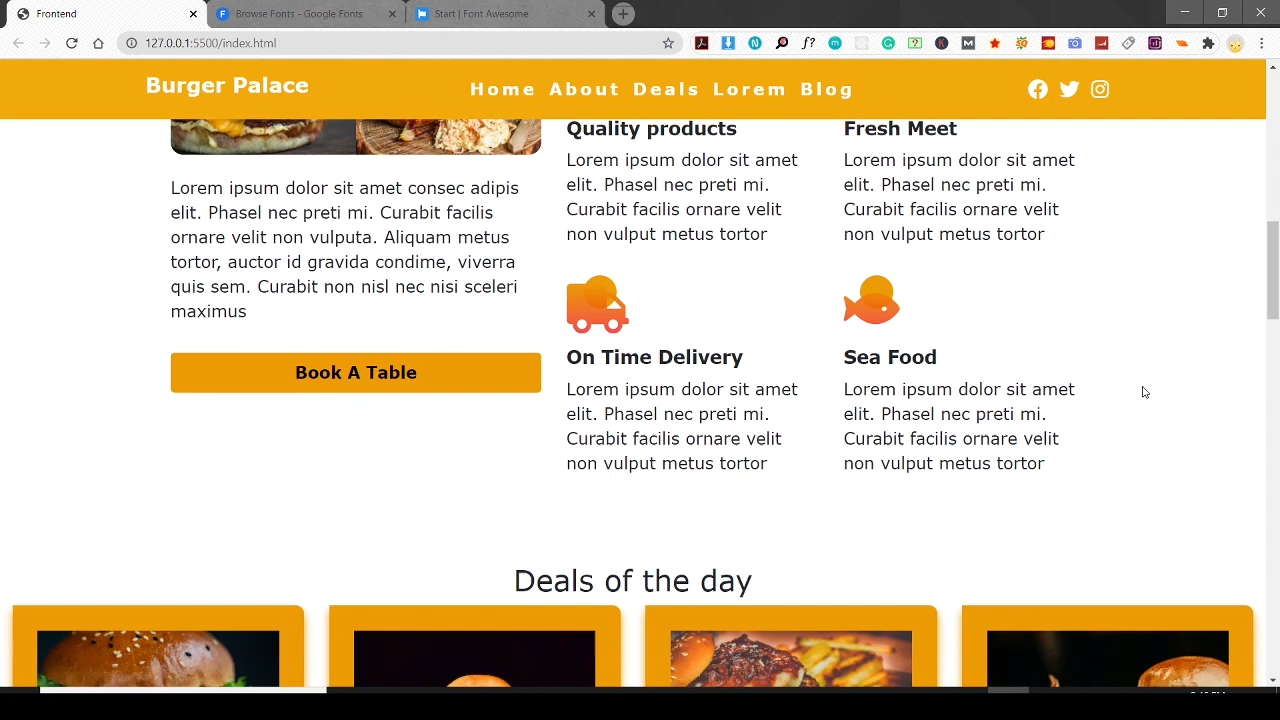 Frontend
Browse Fonts - Google Fonts
Start | Font Awesome
127.0.0.1:5500/index.html
Burger Palace
Home About Deals Lorem Blog
Quality products
Lorem ipsum dolor sit amet
elit. Phasel nec preti mi.
Curabit facilis ornare velit
non vulput metus tortor
Fresh Meet
Lorem ipsum dolor sit amet
elit. Phasel nec preti mi.
Curabit facilis ornare velit
non vulput metus tortor
Lorem ipsum dolor sit amet consec adipis
elit. Phasel nec preti mi. Curabit facilis
ornare velit non vulputa. Aliquam metus
tortor, auctor id gravida condime, viverra
quis sem. Curabit non nisl nec nisi sceleri
maximus
Book A Table
On Time Delivery
Lorem ipsum dolor sit amet
elit. Phasel nec preti mi.
Curabit facilis ornare velit
non vulput metus tortor
Sea Food
Lorem ipsum dolor sit amet
elit. Phasel nec preti mi.
Curabit facilis ornare velit
non vulput metus tortor
Deals of the day